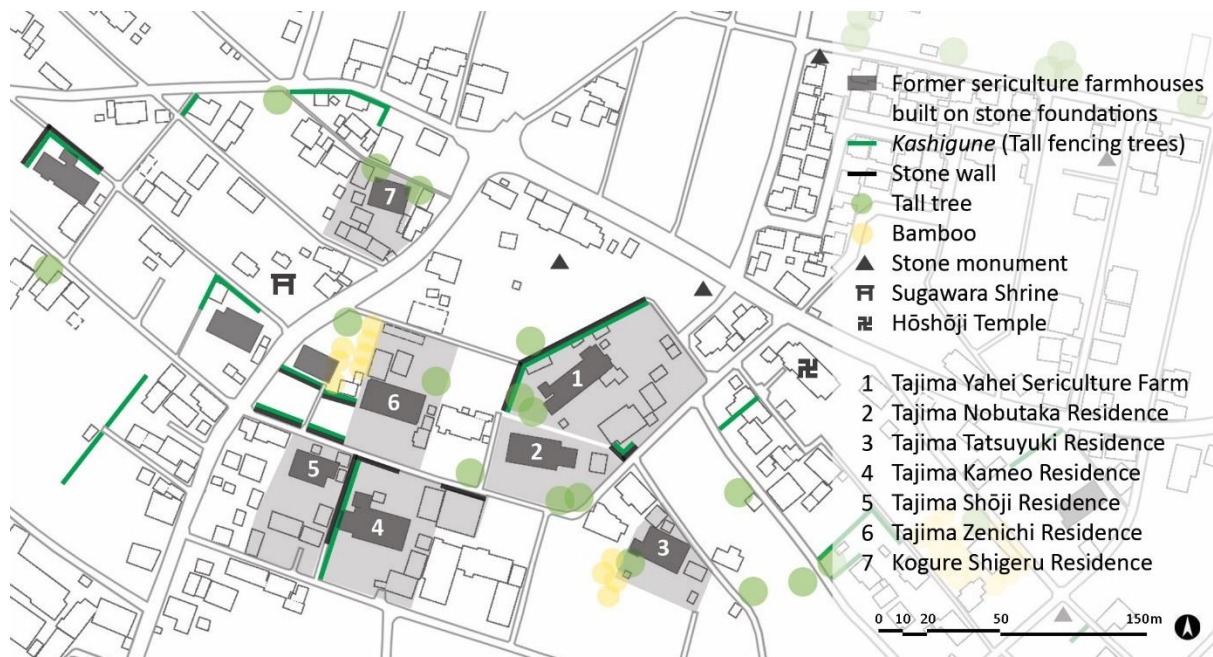 Former sericulture farmhouses
built on stone foundations
Kashigune (Tall fencing trees)
Stone wall
Tall tree
Bamboo
Stone monument
Sugawara Shrine
卍 Hōshōji Temple
1 Tajima Yahei Sericulture Farm
2 Tajima Nobutaka Residence
3 Tajima Tatsuyuki Residence
4 Tajima Kameo Residence
5 Tajima Shōji Residence
6 Tajima Zenichi Residence
7 Kogure Shigeru Residence
0 10 20 50 150m
7
1
6
2
5
4
3
卍